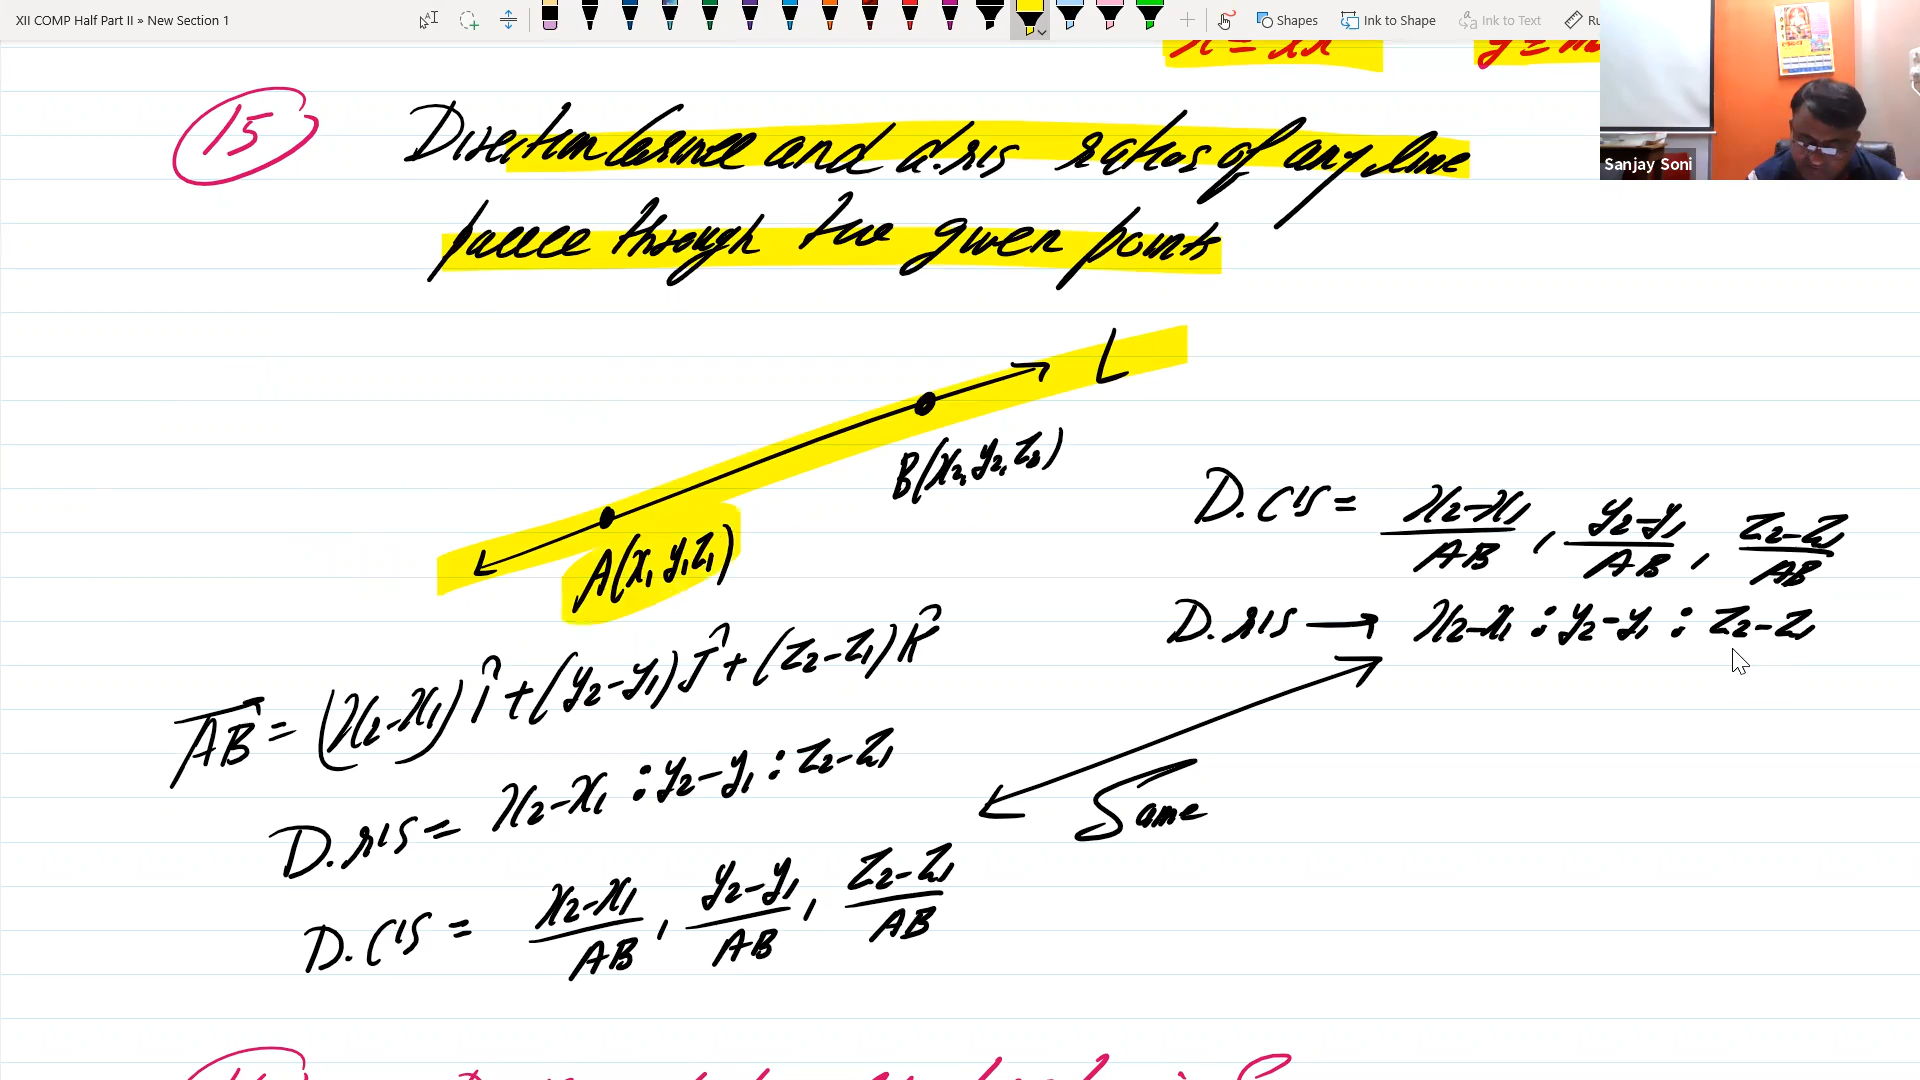 XII COMP Half Part II » New Section 1
Shapes
Ink to Shape
Ink to Text
Ru
Sanjay Soni
15
Direction Cosines and d.r's ratios of any line
passes through two given points
L
B(x2, y2, z2)
A(x1 y1 z1)
D.C'S = x2-x1/AB , y2-y1/AB , z2-z1/AB
D.r'S → x2-x1 : y2-y1 : z2-z1
AB = (x2-x1) î + (y2-y1) ĵ + (z2-z1) k̂
D.r'S = x2-x1 : y2-y1 : z2-z1
Same
D.C'S = x2-x1/AB , y2-y1/AB , z2-z1/AB